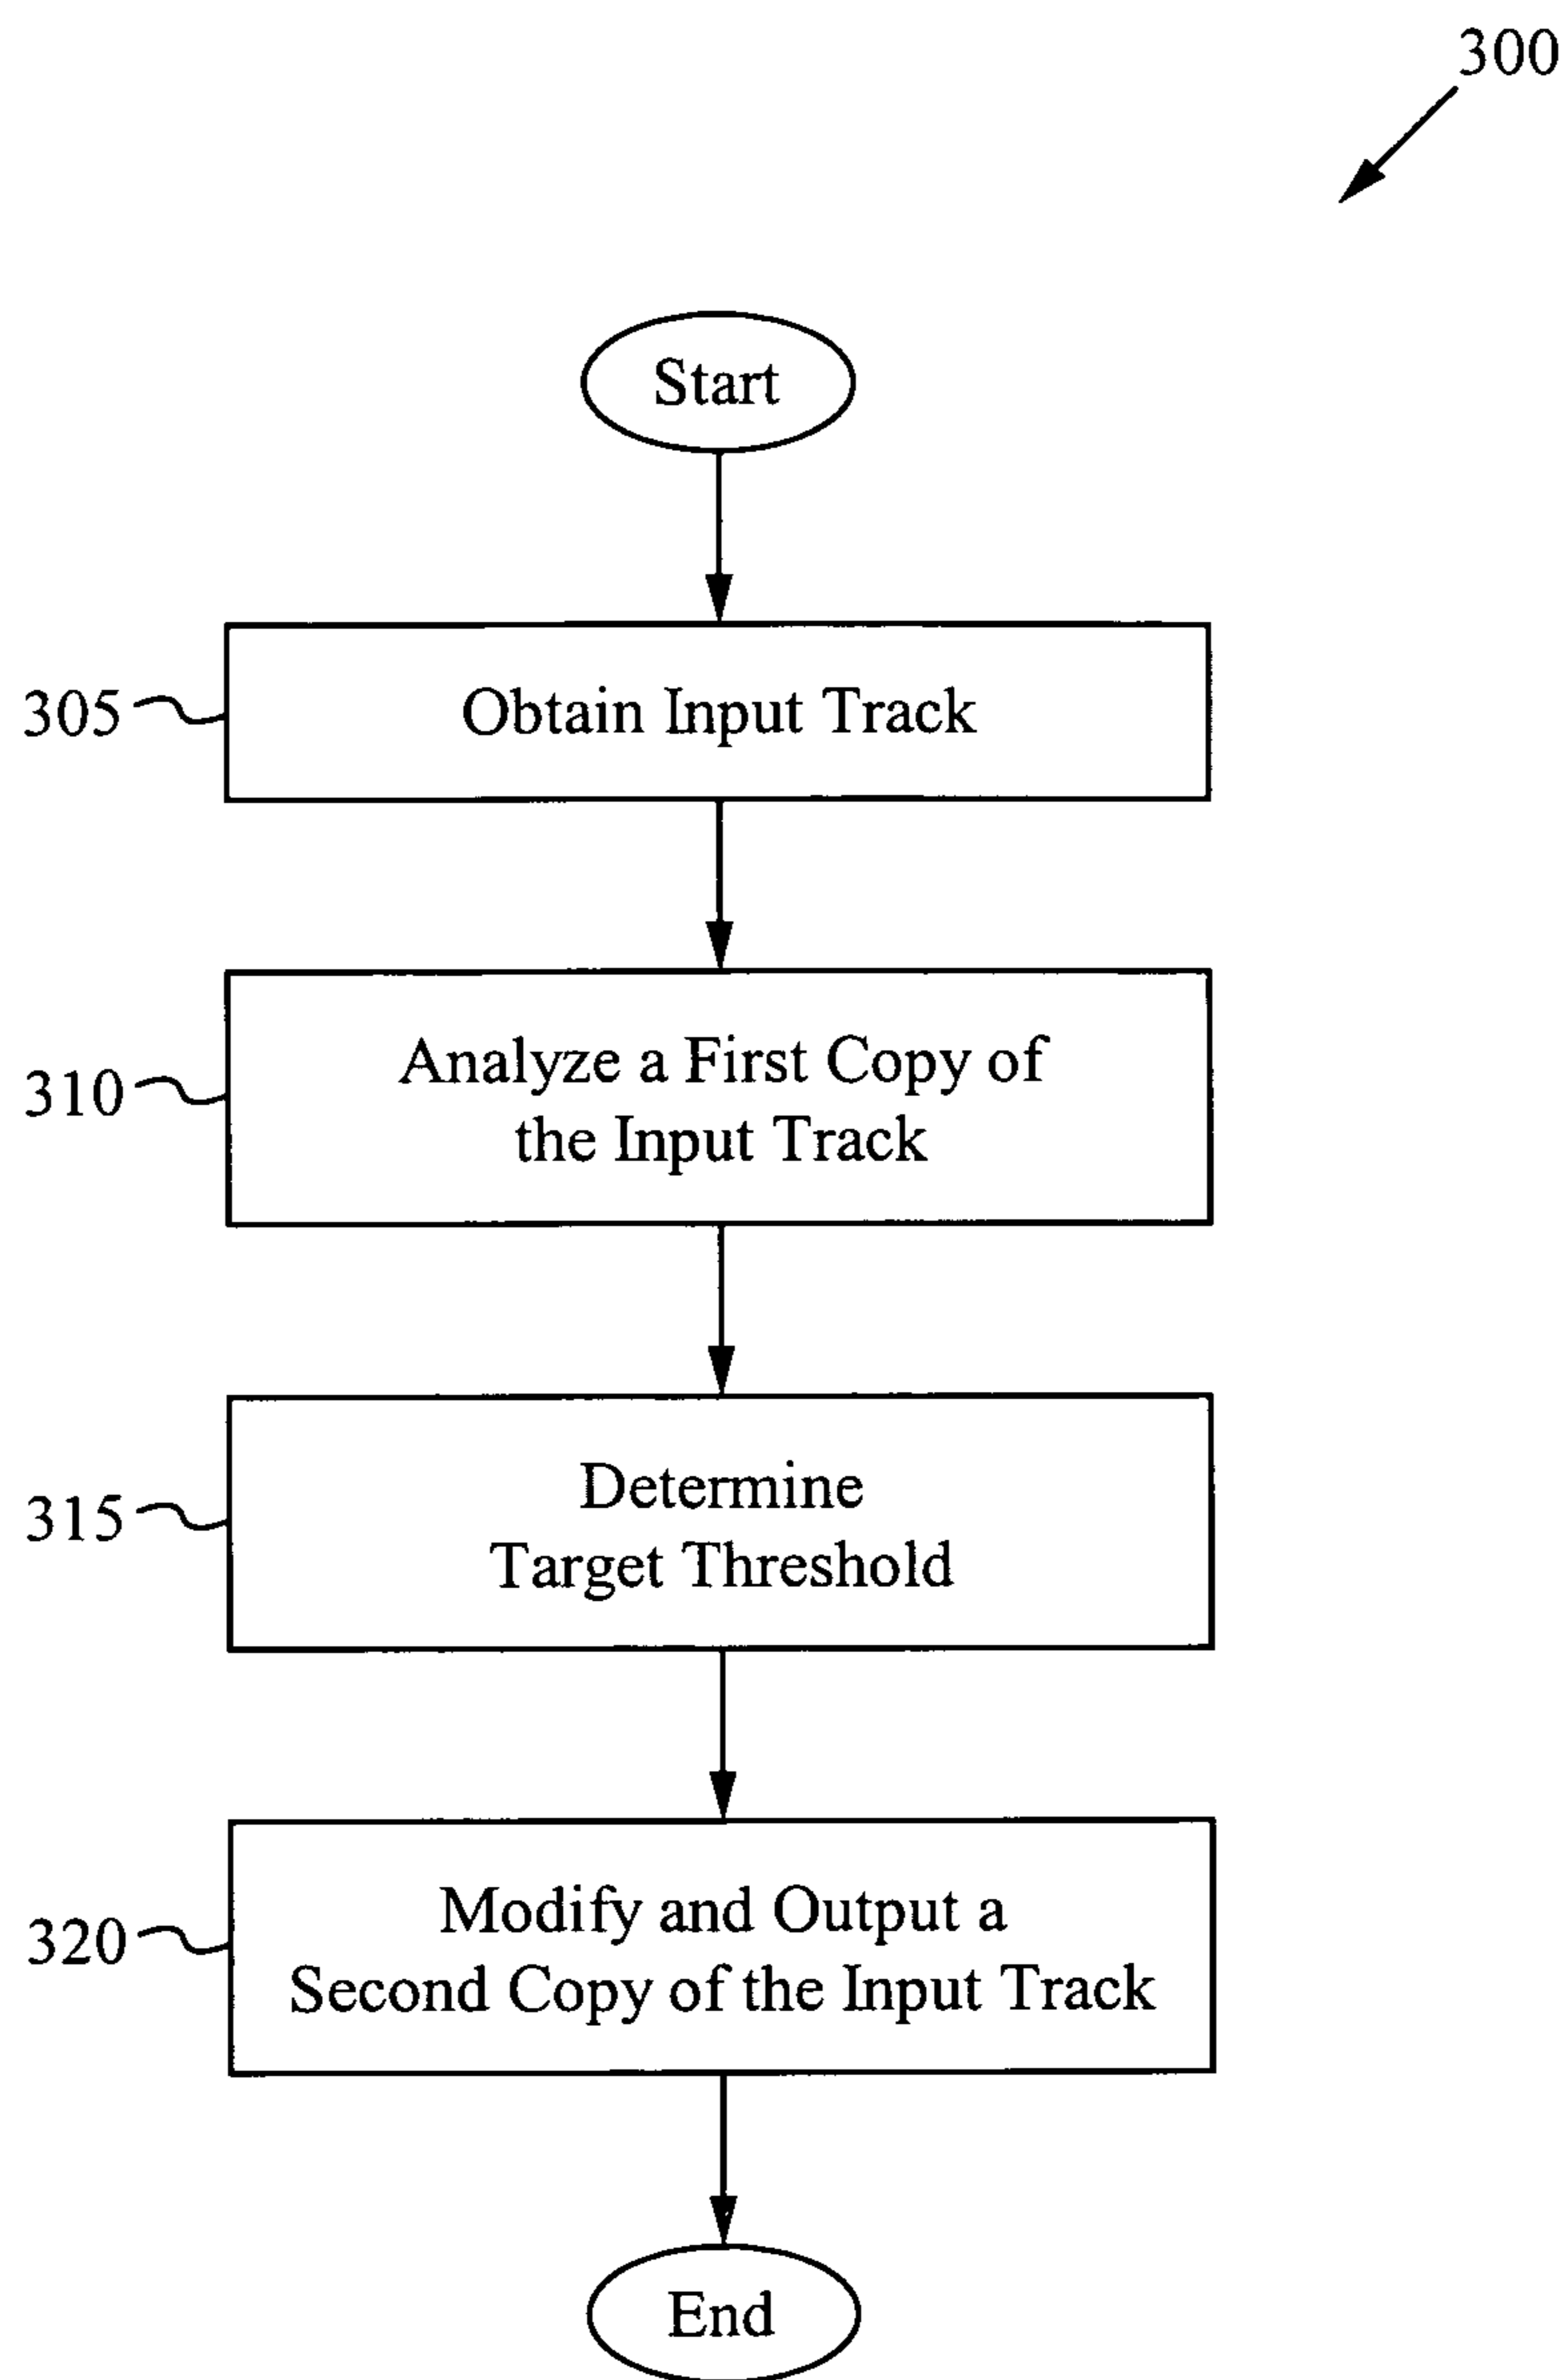 300
Start
305
Obtain Input Track
310
Analyze a First Copy of
the Input Track
315
Determine
Target Threshold
320
Modify and Output a
Second Copy of the Input Track
End